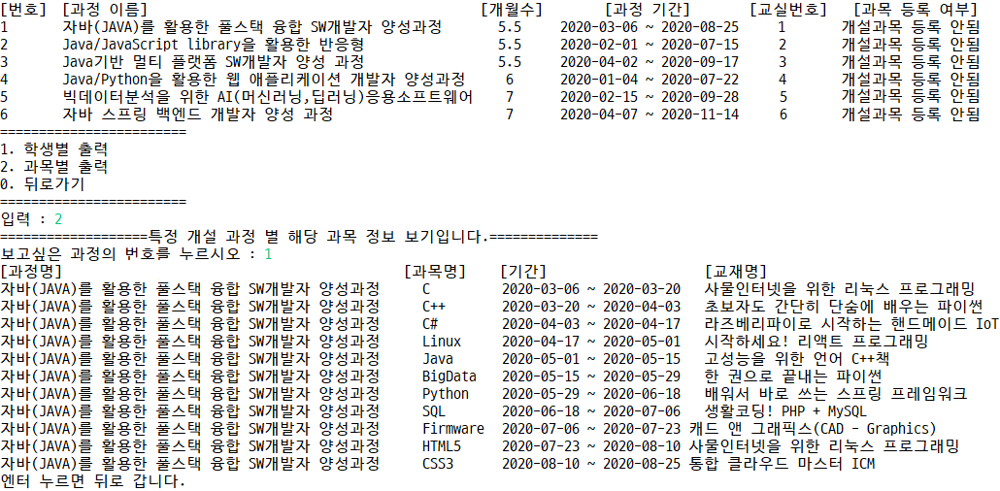 [번호] [과정 이름] [개월수] [과정 기간] [교실번호] [과목 등록 여부]
1 자바(JAVA)를 활용한 풀스택 융합 SW개발자 양성과정 5.5 2020-03-06 ~ 2020-08-25 1 개설과목 등록 안됨
2 Java/JavaScript library을 활용한 반응형 5.5 2020-02-01 ~ 2020-07-15 2 개설과목 등록 안됨
3 Java기반 멀티 플랫폼 SW개발자 양성 과정 5.5 2020-04-02 ~ 2020-09-17 3 개설과목 등록 안됨
4 Java/Python을 활용한 웹 애플리케이션 개발자 양성과정 6 2020-01-04 ~ 2020-07-22 4 개설과목 등록 안됨
5 빅데이터분석을 위한 AI(머신러닝,딥러닝)응용소프트웨어 7 2020-02-15 ~ 2020-09-28 5 개설과목 등록 안됨
6 자바 스프링 백엔드 개발자 양성 과정 7 2020-04-07 ~ 2020-11-14 6 개설과목 등록 안됨
========================
1. 학생별 출력
2. 과목별 출력
0. 뒤로가기
========================
입력 : 2
===================특정 개설 과정 별 해당 과목 정보 보기입니다.==============
보고싶은 과정의 번호를 누르시오 : 1
[과정명] [과목명] [기간] [교재명]
자바(JAVA)를 활용한 풀스택 융합 SW개발자 양성과정 C 2020-03-06 ~ 2020-03-20 사물인터넷을 위한 리눅스 프로그래밍
자바(JAVA)를 활용한 풀스택 융합 SW개발자 양성과정 C++ 2020-03-20 ~ 2020-04-03 초보자도 간단히 단숨에 배우는 파이썬
자바(JAVA)를 활용한 풀스택 융합 SW개발자 양성과정 C# 2020-04-03 ~ 2020-04-17 라즈베리파이로 시작하는 핸드메이드 IoT
자바(JAVA)를 활용한 풀스택 융합 SW개발자 양성과정 Linux 2020-04-17 ~ 2020-05-01 시작하세요! 리액트 프로그래밍
자바(JAVA)를 활용한 풀스택 융합 SW개발자 양성과정 Java 2020-05-01 ~ 2020-05-15 고성능을 위한 언어 C++책
자바(JAVA)를 활용한 풀스택 융합 SW개발자 양성과정 BigData 2020-05-15 ~ 2020-05-29 한 권으로 끝내는 파이썬
자바(JAVA)를 활용한 풀스택 융합 SW개발자 양성과정 Python 2020-05-29 ~ 2020-06-18 배워서 바로 쓰는 스프링 프레임워크
자바(JAVA)를 활용한 풀스택 융합 SW개발자 양성과정 SQL 2020-06-18 ~ 2020-07-06 생활코딩! PHP + MySQL
자바(JAVA)를 활용한 풀스택 융합 SW개발자 양성과정 Firmware 2020-07-06 ~ 2020-07-23 캐드 앤 그래픽스(CAD - Graphics)
자바(JAVA)를 활용한 풀스택 융합 SW개발자 양성과정 HTML5 2020-07-23 ~ 2020-08-10 사물인터넷을 위한 리눅스 프로그래밍
자바(JAVA)를 활용한 풀스택 융합 SW개발자 양성과정 CSS3 2020-08-10 ~ 2020-08-25 통합 클라우드 마스터 ICM
엔터 누르면 뒤로 갑니다.